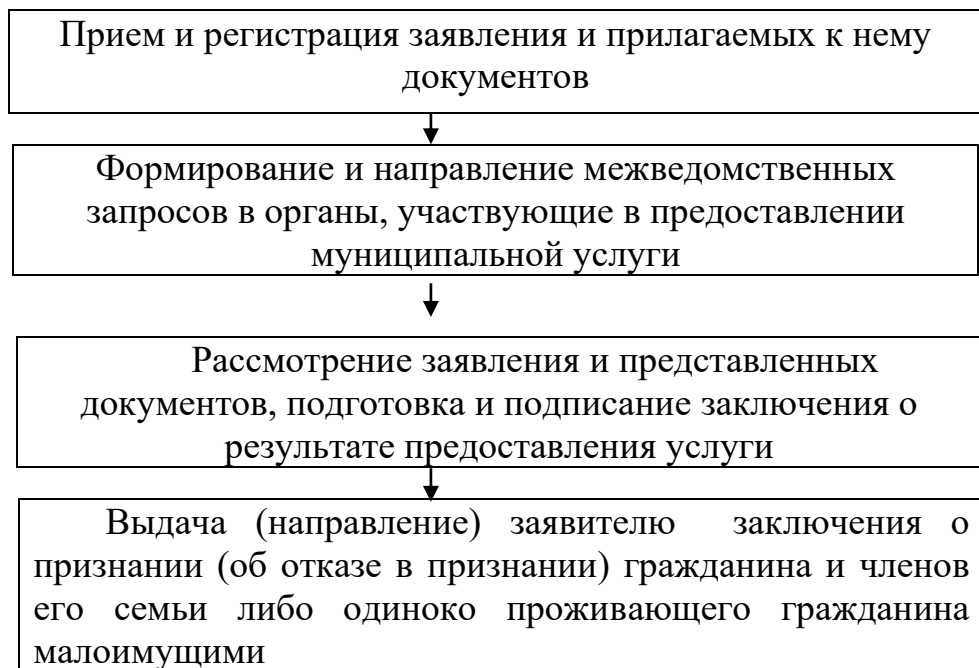 Прием и регистрация заявления и прилагаемых к нему
документов
Формирование и направление межведомственных
запросов в органы, участвующие в предоставлении
муниципальной услуги
Рассмотрение заявления и представленных
документов, подготовка и подписание заключения о
результате предоставления услуги
Выдача (направление) заявителю заключения о
признании (об отказе в признании) гражданина и членов
его семьи либо одиноко проживающего гражданина
малоимущими